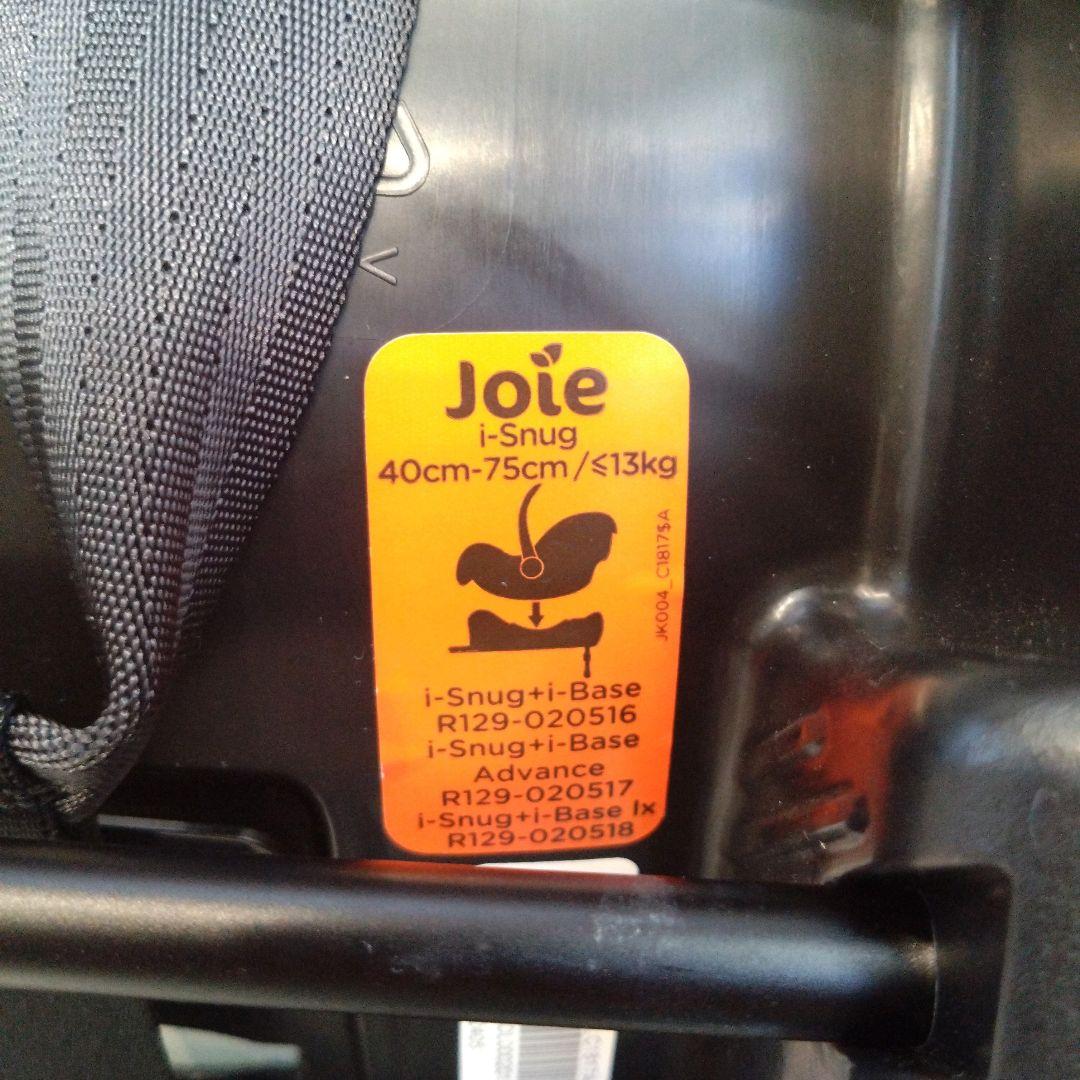 Joie
i-Snug
40cm-75cm/≤13kg
JK004_C1817$A
i-Snug+i-Base
R129-020516
i-Snug+i-Base
Advance
R129-020517
i-Snug+i-Base lx
R129-020518